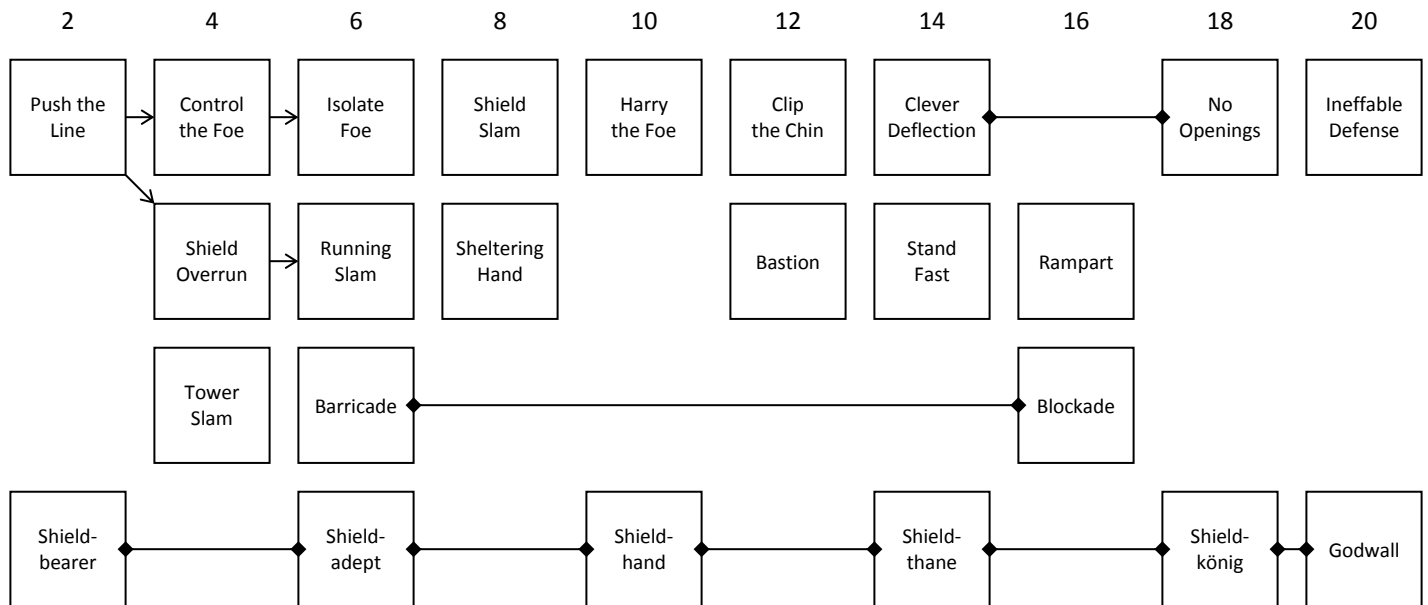 2 4 6 8 10 12 14 16 18 20
Push the
Line
Control
the Foe
Isolate
Foe
Shield
Slam
Harry
the Foe
Clip
the Chin
Clever
Deflection
No
Openings
Ineffable
Defense
Shield
Overrun
Running
Slam
Sheltering
Hand
Bastion
Stand
Fast
Rampart
Tower
Slam
Barricade
Blockade
Shield-
bearer
Shield-
adept
Shield-
hand
Shield-
thane
Shield-
könig
Godwall